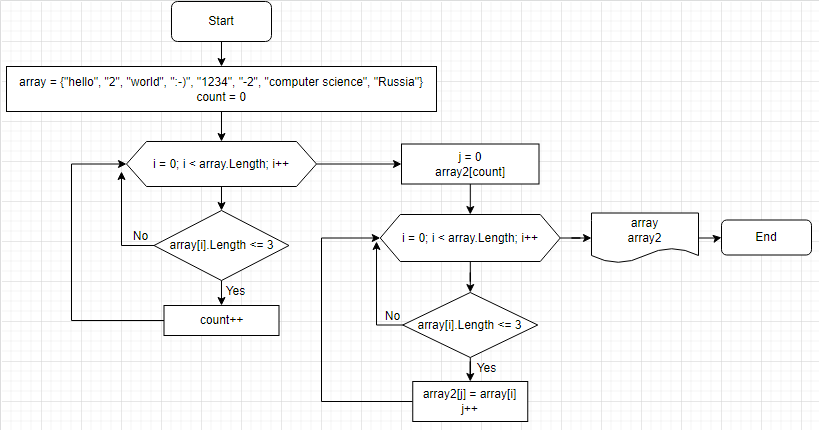 Start
array = {"hello", "2", "world", ":-)", "1234", "-2", "computer science", "Russia"}
count = 0
i = 0; i < array.Length; i++
No
array[i].Length <= 3
Yes
count++
j = 0
array2[count]
i = 0; i < array.Length; i++
No
array[i].Length <= 3
Yes
array2[j] = array[i]
j++
array
array2
End